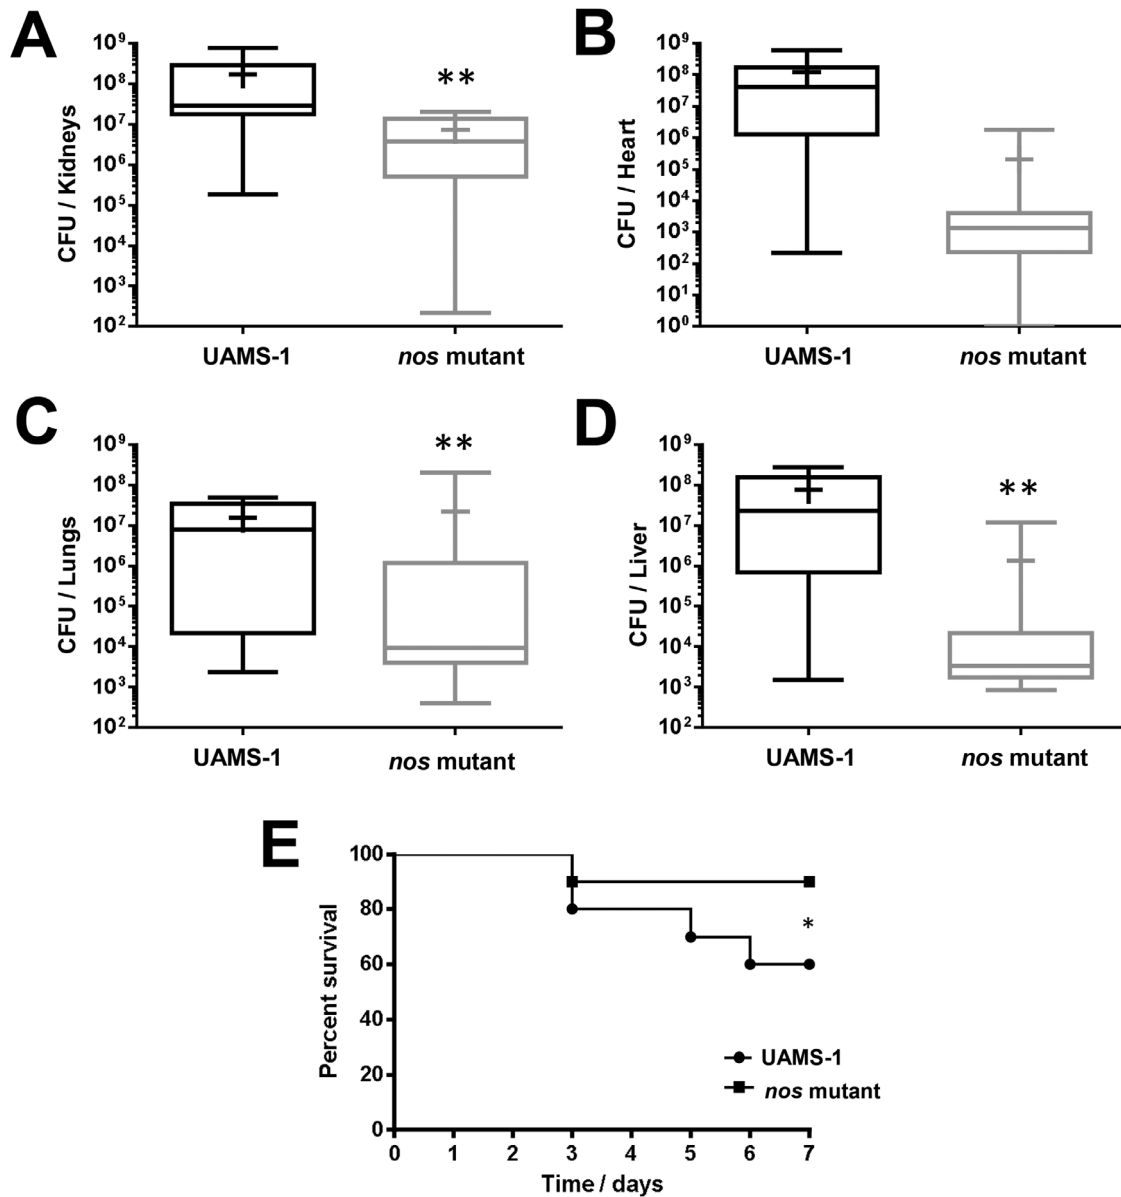 A
CFU / Kidneys
10⁹
10⁸
10⁷
10⁶
10⁵
10⁴
10³
10²
**
UAMS-1
nos mutant
B
CFU / Heart
10⁹
10⁸
10⁷
10⁶
10⁵
10⁴
10³
10²
10¹
10⁰
UAMS-1
nos mutant
C
CFU / Lungs
10⁹
10⁸
10⁷
10⁶
10⁵
10⁴
10³
10²
**
UAMS-1
nos mutant
D
CFU / Liver
10⁹
10⁸
10⁷
10⁶
10⁵
10⁴
10³
10²
**
UAMS-1
nos mutant
E
Percent survival
100
80
60
40
20
0
*
UAMS-1
nos mutant
0 1 2 3 4 5 6 7
Time / days